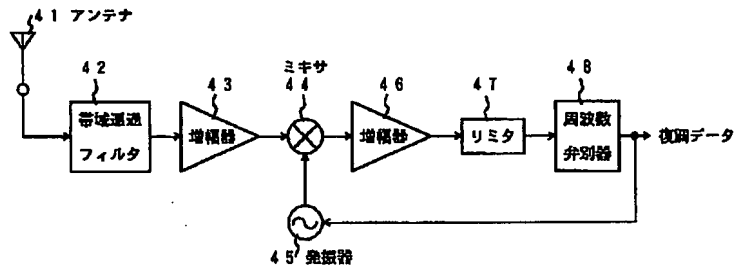 41 アンテナ
42
帯域通過
フィルタ
43
増幅器
ミキサ
44
46
増幅器
47
リミタ
48
周波数
弁別器
復調データ
45 発振器